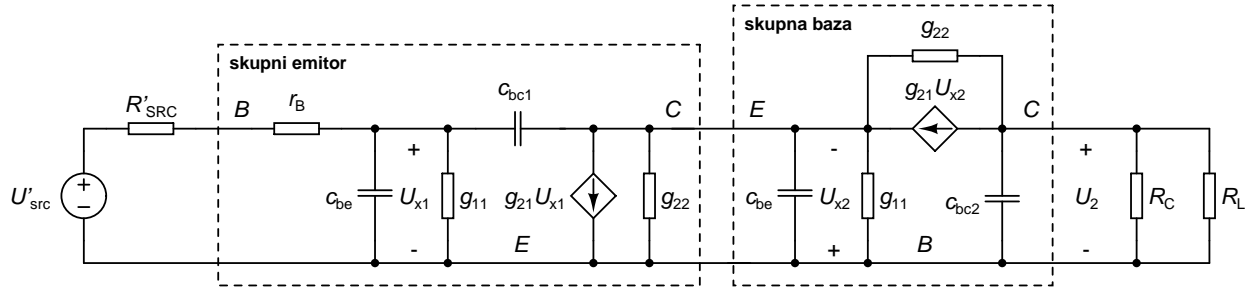 skupna baza
skupni emitor
g22
R'SRC
B
rB
cbc1
C
E
g21Ux2
C
U'src
+
−
cbe
+
Ux1
-
g11
g21Ux1
g22
E
cbe
-
Ux2
+
g11
B
cbc2
+
U2
-
RC
RL